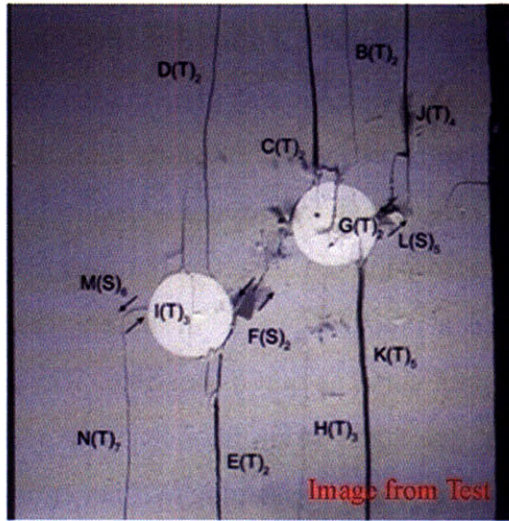 B(T)₂
D(T)₂
J(T)₄
C(T)₂
G(T)₂
L(S)₅
M(S)₆
I(T)₃
F(S)₂
K(T)₅
H(T)₃
N(T)₇
E(T)₂
Image from Test